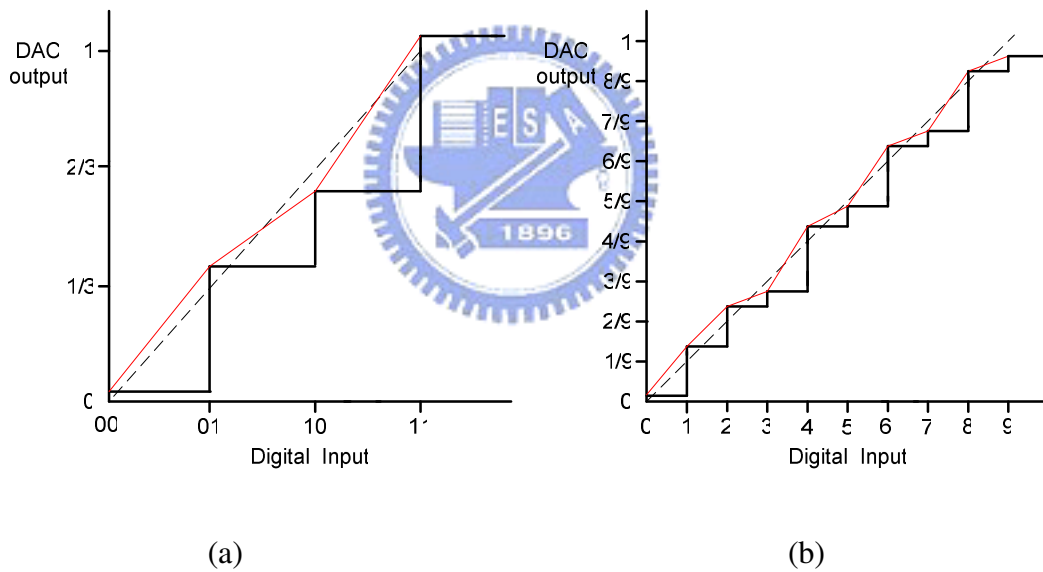 DAC
output
1
2/3
1/3
0
00 01 10 11
Digital Input
(a)
DAC
output
1
8/9
7/9
6/9
5/9
4/9
3/9
2/9
1/9
0
0 1 2 3 4 5 6 7 8 9
Digital Input
(b)
E S A
1896